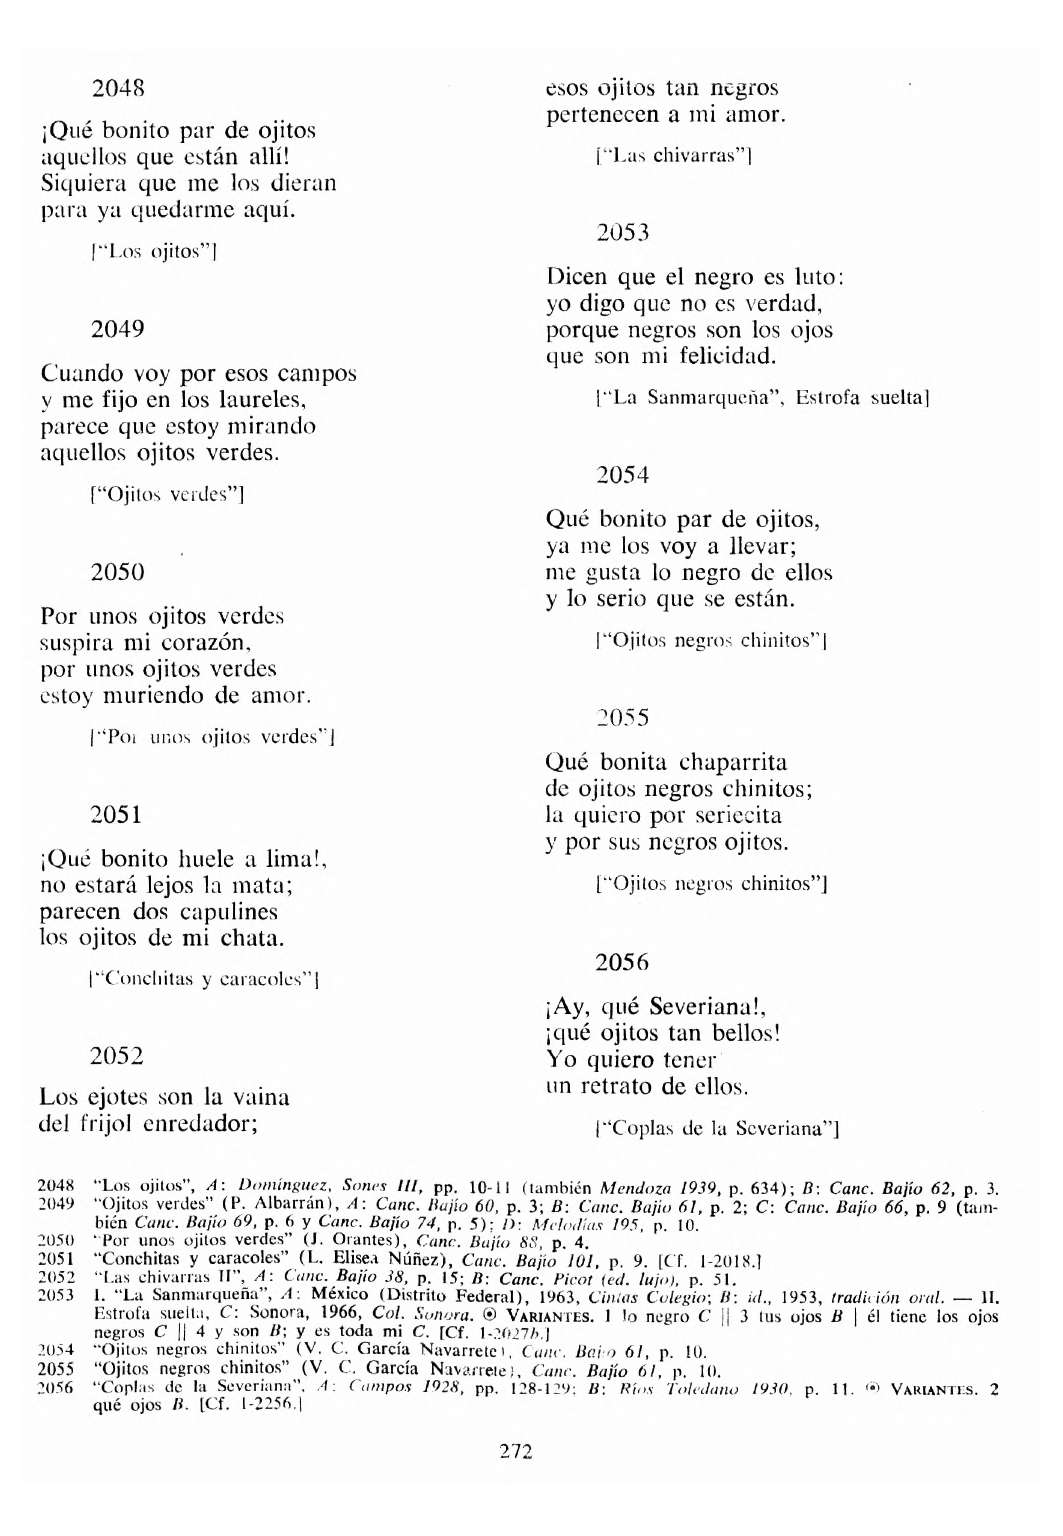 2048
¡Qué bonito par de ojitos
aquellos que están allí!
Siquiera que me los dieran
para ya quedarme aquí.
[“Los ojitos”]
2049
Cuando voy por esos campos
y me fijo en los laureles,
parece que estoy mirando
aquellos ojitos verdes.
[“Ojitos verdes”]
2050
Por unos ojitos verdes
suspira mi corazón,
por unos ojitos verdes
estoy muriendo de amor.
[“Por unos ojitos verdes”]
2051
¡Qué bonito huele a lima!,
no estará lejos la mata;
parecen dos capulines
los ojitos de mi chata.
[“Conchitas y caracoles”]
2052
Los ejotes son la vaina
del frijol enredador;
esos ojitos tan negros
pertenecen a mi amor.
[“Las chivarras”]
2053
Dicen que el negro es luto:
yo digo que no es verdad,
porque negros son los ojos
que son mi felicidad.
[“La Sanmarqueña”, Estrofa suelta]
2054
Qué bonito par de ojitos,
ya me los voy a llevar;
me gusta lo negro de ellos
y lo serio que se están.
[“Ojitos negros chinitos”]
2055
Qué bonita chaparrita
de ojitos negros chinitos;
la quiero por seriecita
y por sus negros ojitos.
[“Ojitos negros chinitos”]
2056
¡Ay, qué Severiana!,
¡qué ojitos tan bellos!
Yo quiero tener
un retrato de ellos.
[“Coplas de la Severiana”]
2048 “Los ojitos”, A: Domínguez, Sones III, pp. 10-11 (también Mendoza 1939, p. 634); B: Canc. Bajío 62, p. 3.
2049 “Ojitos verdes” (P. Albarrán), A: Canc. Bajío 60, p. 3; B: Canc. Bajío 61, p. 2; C: Canc. Bajío 66, p. 9 (tam-
bién Canc. Bajío 69, p. 6 y Canc. Bajío 74, p. 5); D: Melodías 195, p. 10.
2050 “Por unos ojitos verdes” (J. Orantes), Canc. Bajío 88, p. 4.
2051 “Conchitas y caracoles” (L. Elisea Núñez), Canc. Bajío 101, p. 9. [Cf. 1-2018.]
2052 “Las chivarras II”, A: Canc. Bajío 38, p. 15; B: Canc. Picot (ed. lujo), p. 51.
2053 I. “La Sanmarqueña”, A: México (Distrito Federal), 1963, Cintas Colegio; B: id., 1953, tradición oral. — II.
Estrofa suelta, C: Sonora, 1966, Col. Sonora. ⊙ VARIANTES. 1 lo negro C || 3 tus ojos B | él tiene los ojos
negros C || 4 y son B; y es toda mi C. [Cf. 1-2027b.]
2054 “Ojitos negros chinitos” (V. C. García Navarrete), Canc. Bajío 61, p. 10.
2055 “Ojitos negros chinitos” (V. C. García Navarrete), Canc. Bajío 61, p. 10.
2056 “Coplas de la Severiana”, A: Campos 1928, pp. 128-129; B: Ríos Toledano 1930, p. 11. ⊙ VARIANTES. 2
qué ojos B. [Cf. 1-2256.]
272